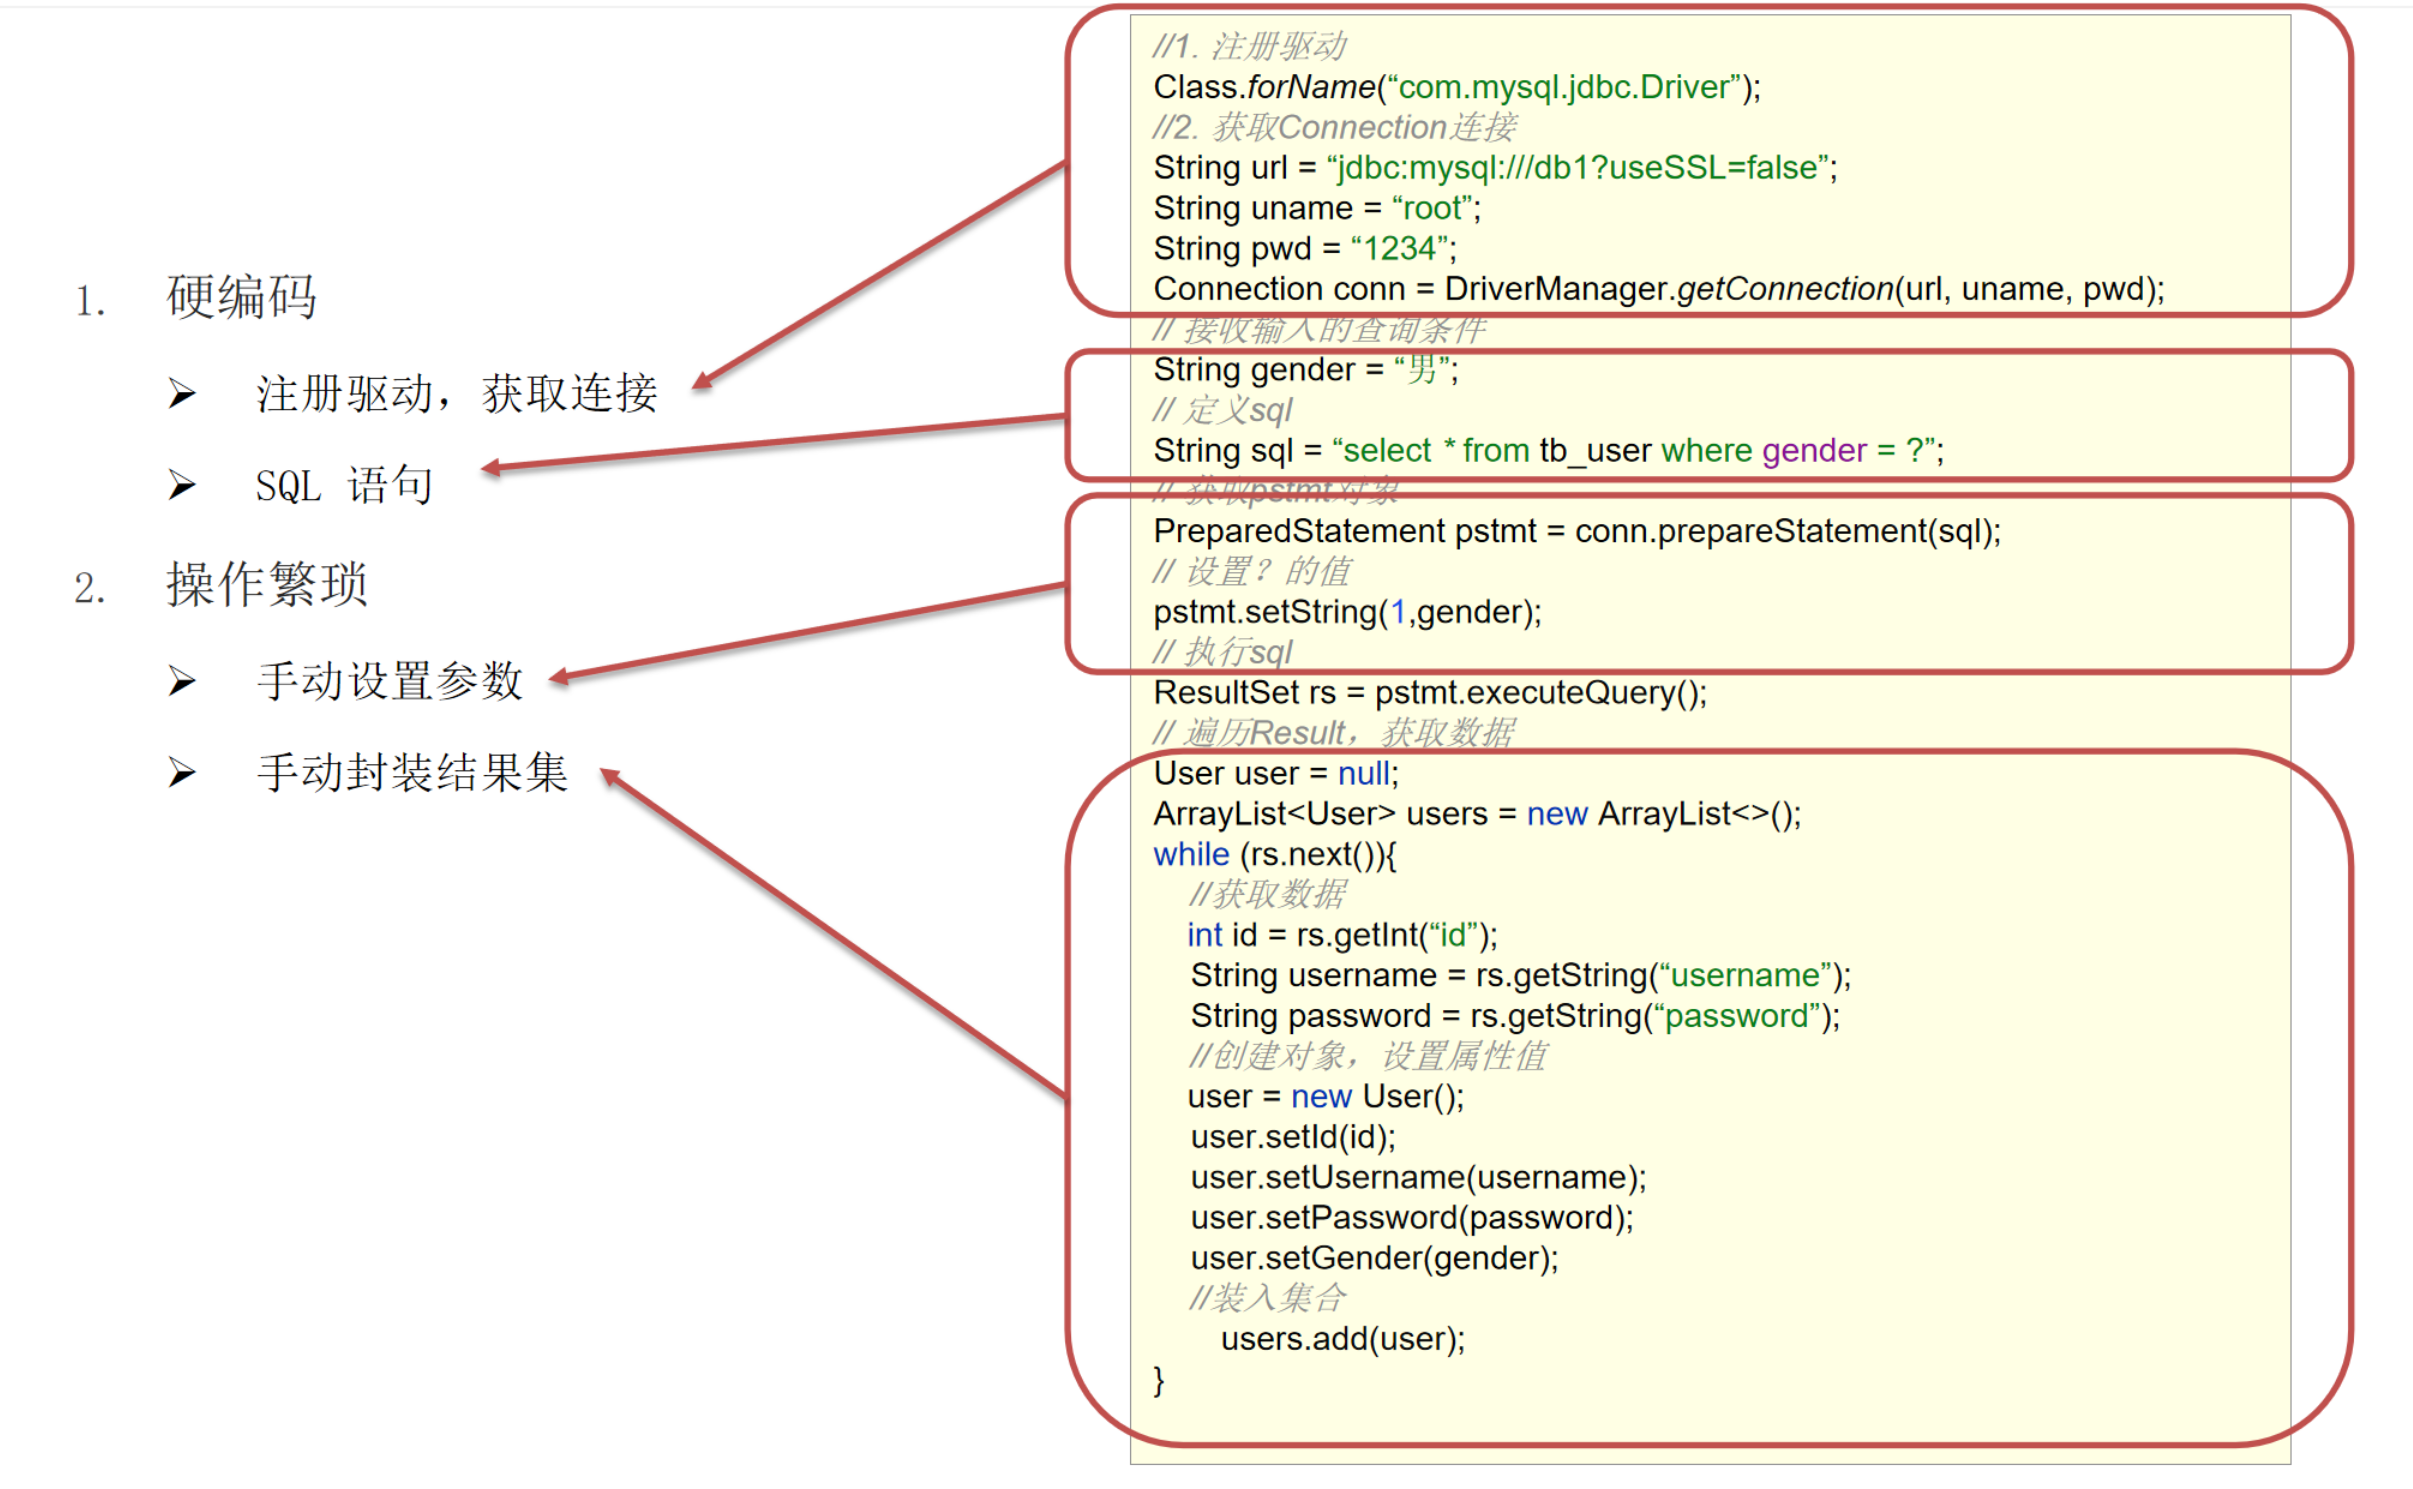 1. 硬编码
➢ 注册驱动，获取连接
➢ SQL 语句
2. 操作繁琐
➢ 手动设置参数
➢ 手动封装结果集
//1. 注册驱动
Class.forName(“com.mysql.jdbc.Driver”);
//2. 获取Connection连接
String url = “jdbc:mysql:///db1?useSSL=false”;
String uname = “root”;
String pwd = “1234”;
Connection conn = DriverManager.getConnection(url, uname, pwd);
// 接收输入的查询条件
String gender = “男”;
// 定义sql
String sql = “select * from tb_user where gender = ?”;
// 获取pstmt对象
PreparedStatement pstmt = conn.prepareStatement(sql);
// 设置？的值
pstmt.setString(1,gender);
// 执行sql
ResultSet rs = pstmt.executeQuery();
// 遍历Result，获取数据
User user = null;
ArrayList<User> users = new ArrayList<>();
while (rs.next()){
//获取数据
int id = rs.getInt(“id”);
String username = rs.getString(“username”);
String password = rs.getString(“password”);
//创建对象，设置属性值
user = new User();
user.setId(id);
user.setUsername(username);
user.setPassword(password);
user.setGender(gender);
//装入集合
users.add(user);
}